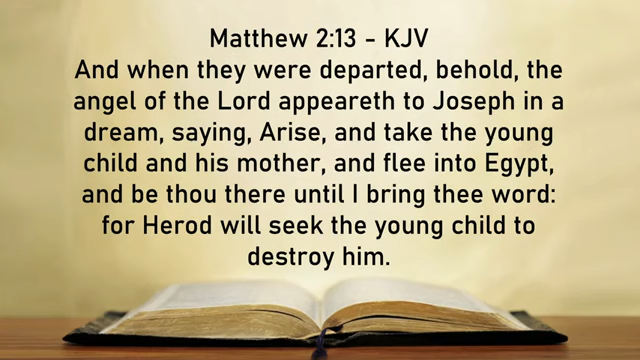 Matthew 2:13 - KJV
And when they were departed, behold, the
angel of the Lord appeareth to Joseph in a
dream, saying, Arise, and take the young
child and his mother, and flee into Egypt,
and be thou there until I bring thee word:
for Herod will seek the young child to
destroy him.